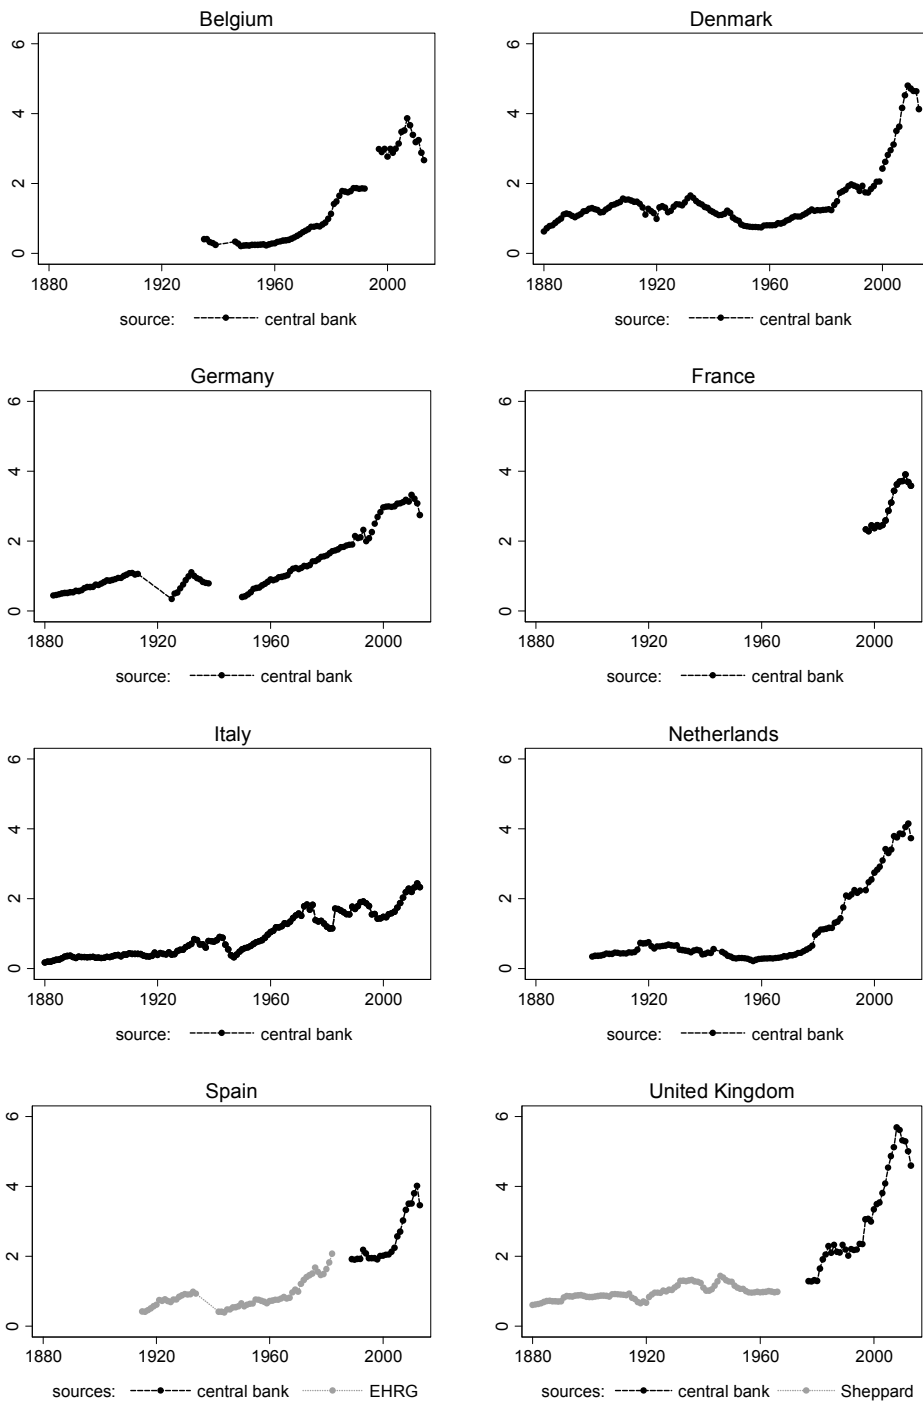 Belgium
Denmark
6
4
2
0
1880 1920 1960 2000
source: central bank
6
4
2
0
1880 1920 1960 2000
source: central bank
Germany
France
6
4
2
0
1880 1920 1960 2000
source: central bank
6
4
2
0
1880 1920 1960 2000
source: central bank
Italy
Netherlands
6
4
2
0
1880 1920 1960 2000
source: central bank
6
4
2
0
1880 1920 1960 2000
source: central bank
Spain
United Kingdom
6
4
2
0
1880 1920 1960 2000
sources: central bank EHRG
6
4
2
0
1880 1920 1960 2000
sources: central bank Sheppard